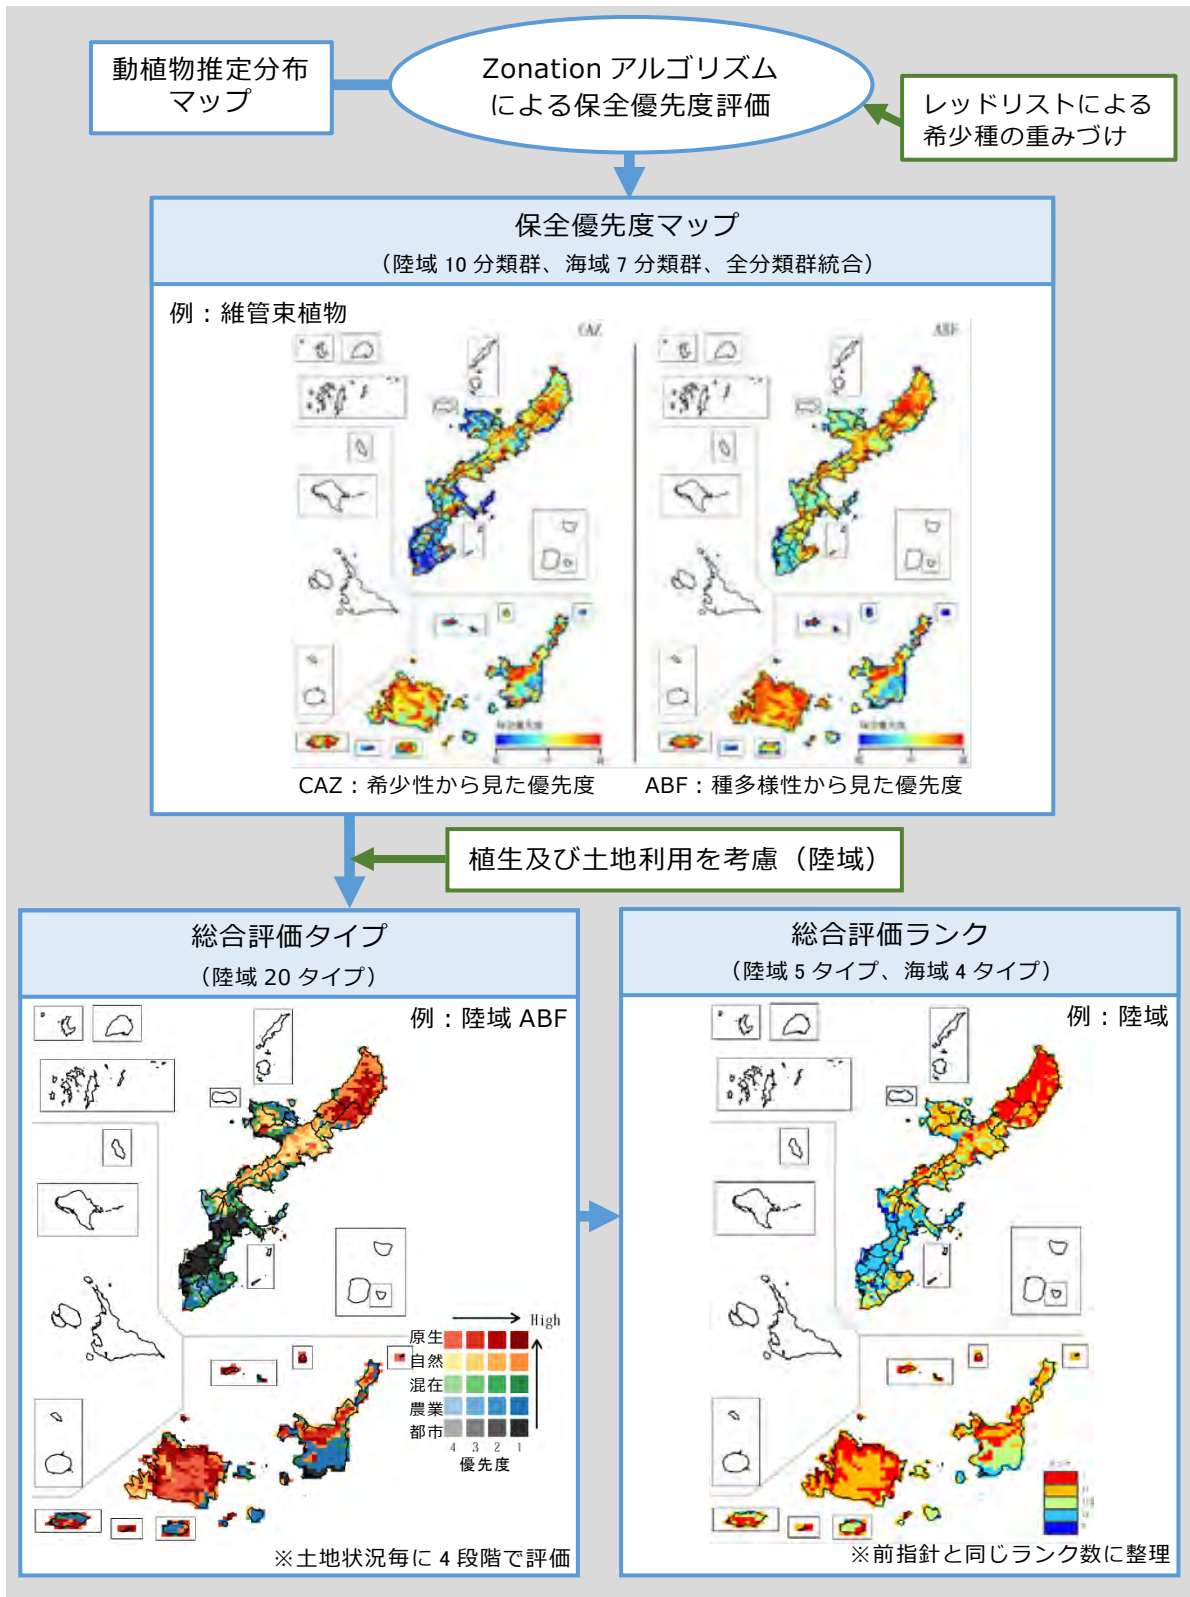 動植物推定分布
マップ
Zonation アルゴリズム
による保全優先度評価
レッドリストによる
希少種の重みづけ
保全優先度マップ
(陸域 10 分類群、海域 7 分類群、全分類群統合)
例：維管束植物
CAZ
ABF
保全優先度
保全優先度
CAZ：希少性から見た優先度
ABF：種多様性から見た優先度
植生及び土地利用を考慮（陸域）
総合評価タイプ
(陸域 20 タイプ)
例：陸域 ABF
High
原生
自然
混在
農業
都市
4 3 2 1
優先度
※土地状況毎に 4 段階で評価
総合評価ランク
(陸域 5 タイプ、海域 4 タイプ)
例：陸域
※前指針と同じランク数に整理